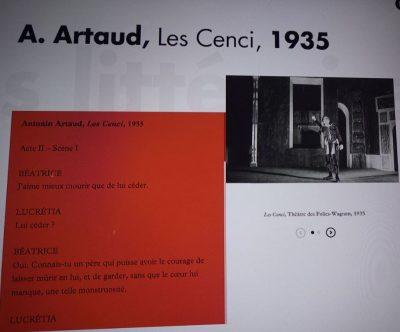 A. Artaud, Les Cenci, 1935
Antonin Artaud, Les Cenci, 1935
Acte II – Scène I
BÉATRICE
J'aime mieux mourir que de lui céder.
LUCRÉTIA
Lui céder ?
BÉATRICE
Oui. Connais-tu un père qui puisse avoir le courage de
laisser mûrir en lui, et de garder, sans que le cœur lui
manque, une telle monstruosité.
LUCRÉTIA
Les Cenci, Théâtre des Folies-Wagram, 1935